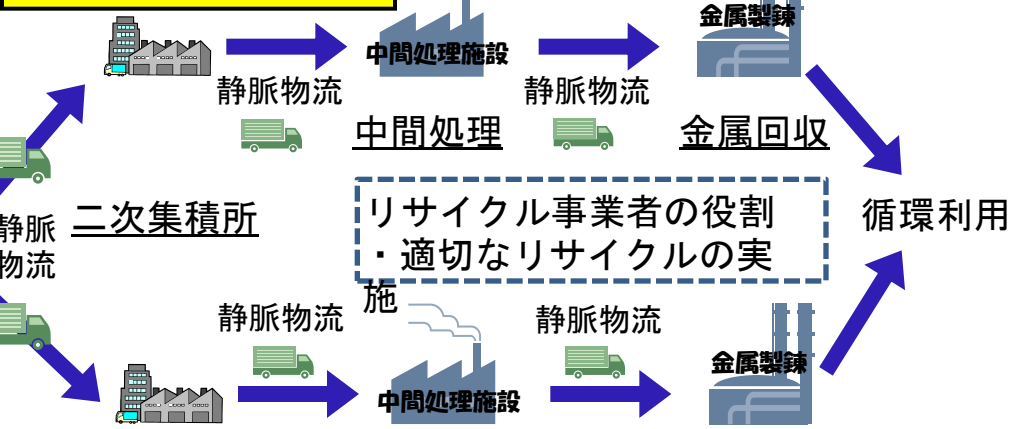 金属製錬
中間処理施設
静脈物流
静脈物流
中間処理
金属回収
静脈
物流
二次集積所
リサイクル事業者の役割
・適切なリサイクルの実
施
循環利用
静脈物流
静脈物流
金属製錬
中間処理施設